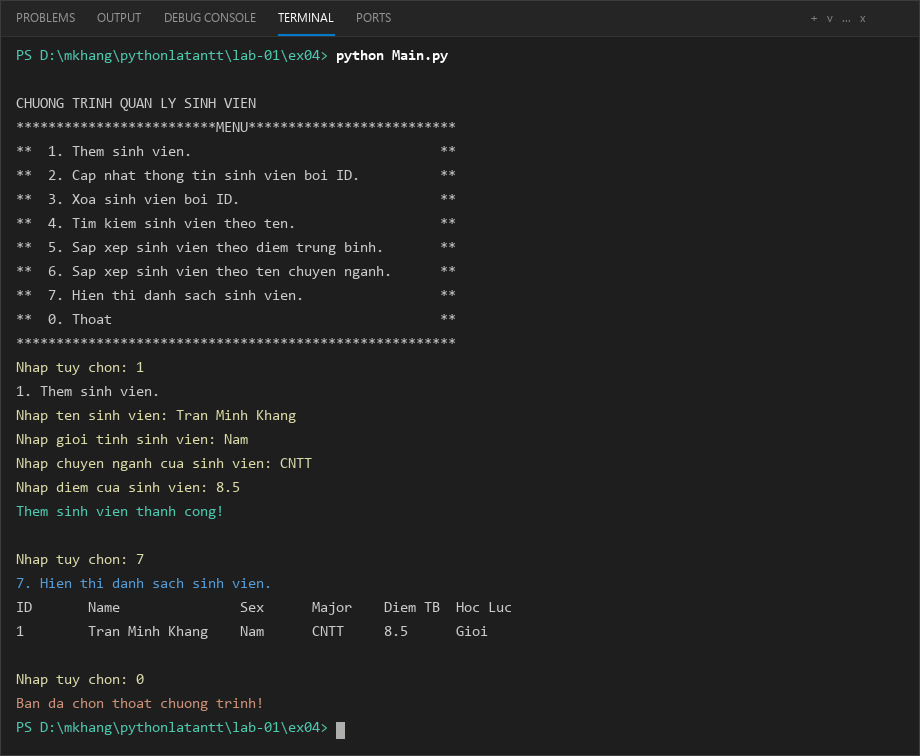 PROBLEMS OUTPUT DEBUG CONSOLE TERMINAL PORTS + v ... x
PS D:\mkhang\pythonlatantt\lab-01\ex04> python Main.py
CHUONG TRINH QUAN LY SINH VIEN
*************************MENU**************************
** 1. Them sinh vien. **
** 2. Cap nhat thong tin sinh vien boi ID. **
** 3. Xoa sinh vien boi ID. **
** 4. Tim kiem sinh vien theo ten. **
** 5. Sap xep sinh vien theo diem trung binh. **
** 6. Sap xep sinh vien theo ten chuyen nganh. **
** 7. Hien thi danh sach sinh vien. **
** 0. Thoat **
*******************************************************
Nhap tuy chon: 1
1. Them sinh vien.
Nhap ten sinh vien: Tran Minh Khang
Nhap gioi tinh sinh vien: Nam
Nhap chuyen nganh cua sinh vien: CNTT
Nhap diem cua sinh vien: 8.5
Them sinh vien thanh cong!
Nhap tuy chon: 7
7. Hien thi danh sach sinh vien.
ID Name Sex Major Diem TB Hoc Luc
1 Tran Minh Khang Nam CNTT 8.5 Gioi
Nhap tuy chon: 0
Ban da chon thoat chuong trinh!
PS D:\mkhang\pythonlatantt\lab-01\ex04>